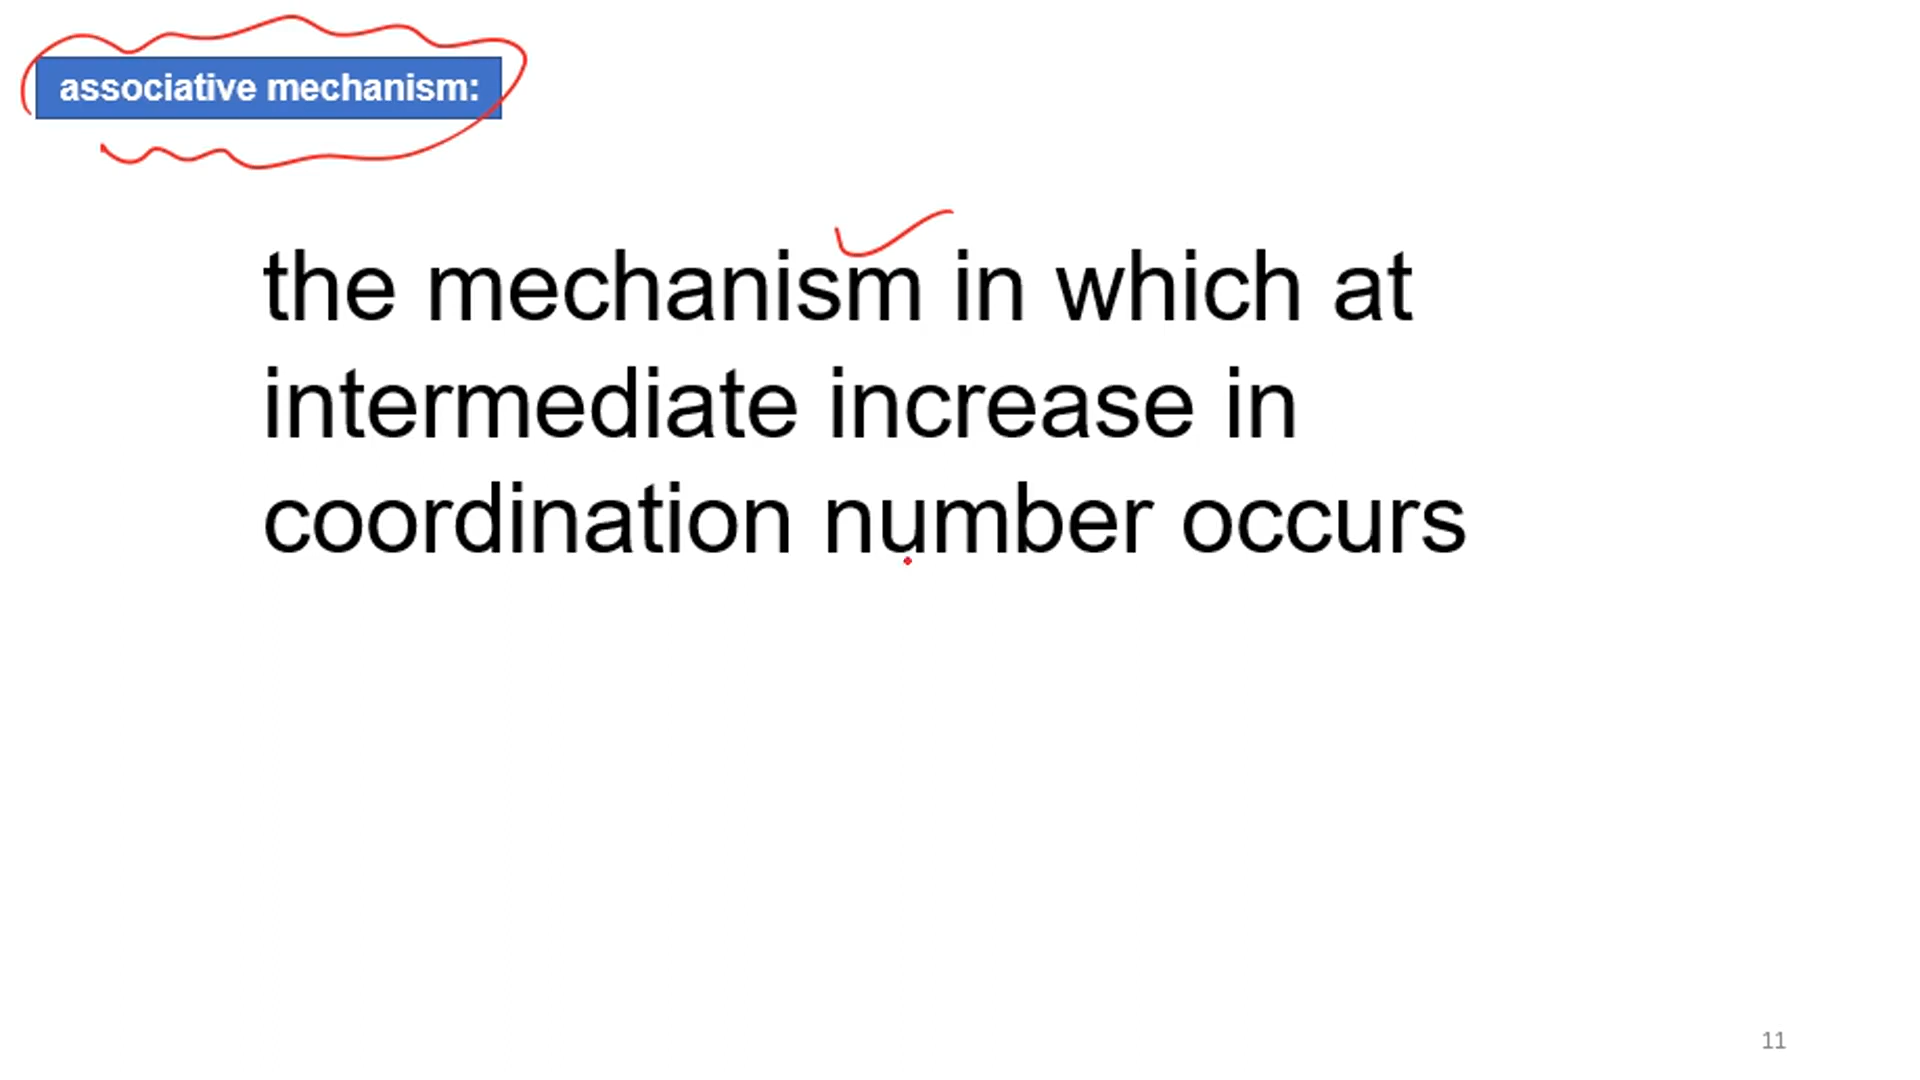 associative mechanism:
the mechanism in which at
intermediate increase in
coordination number occurs
11